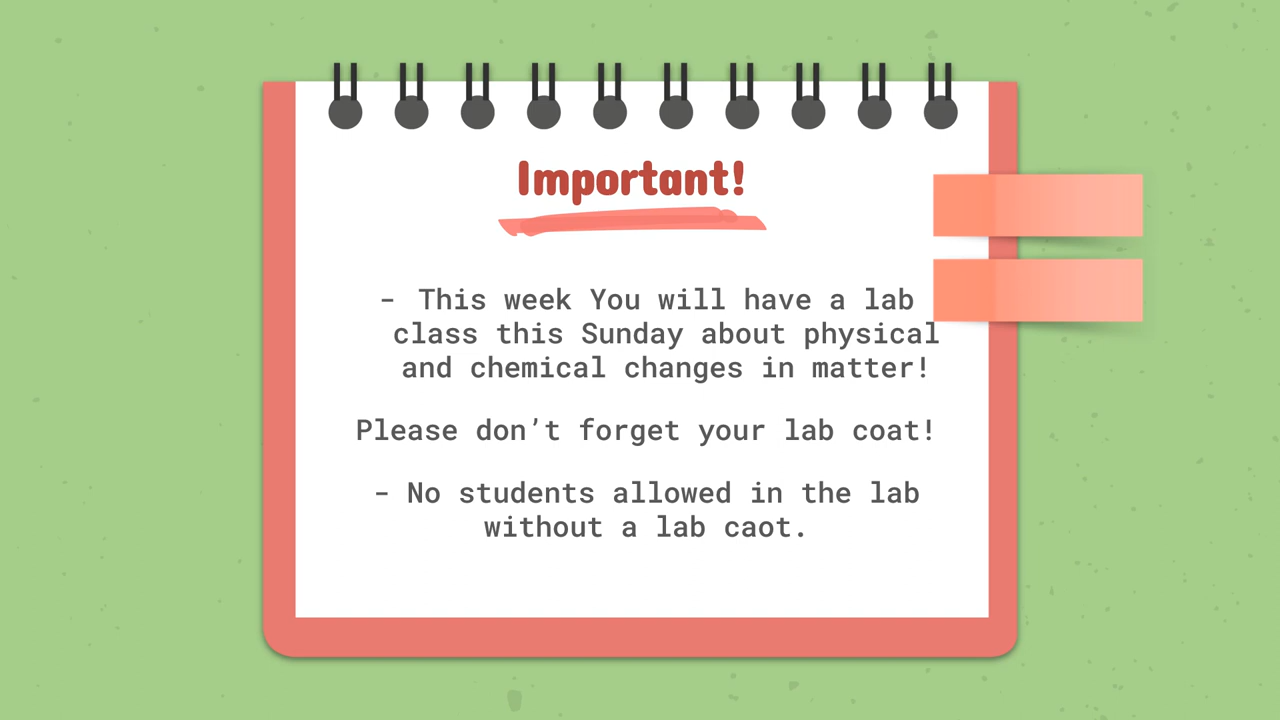 Important!
- This week You will have a lab
class this Sunday about physical
and chemical changes in matter!
Please don’t forget your lab coat!
- No students allowed in the lab
without a lab caot.